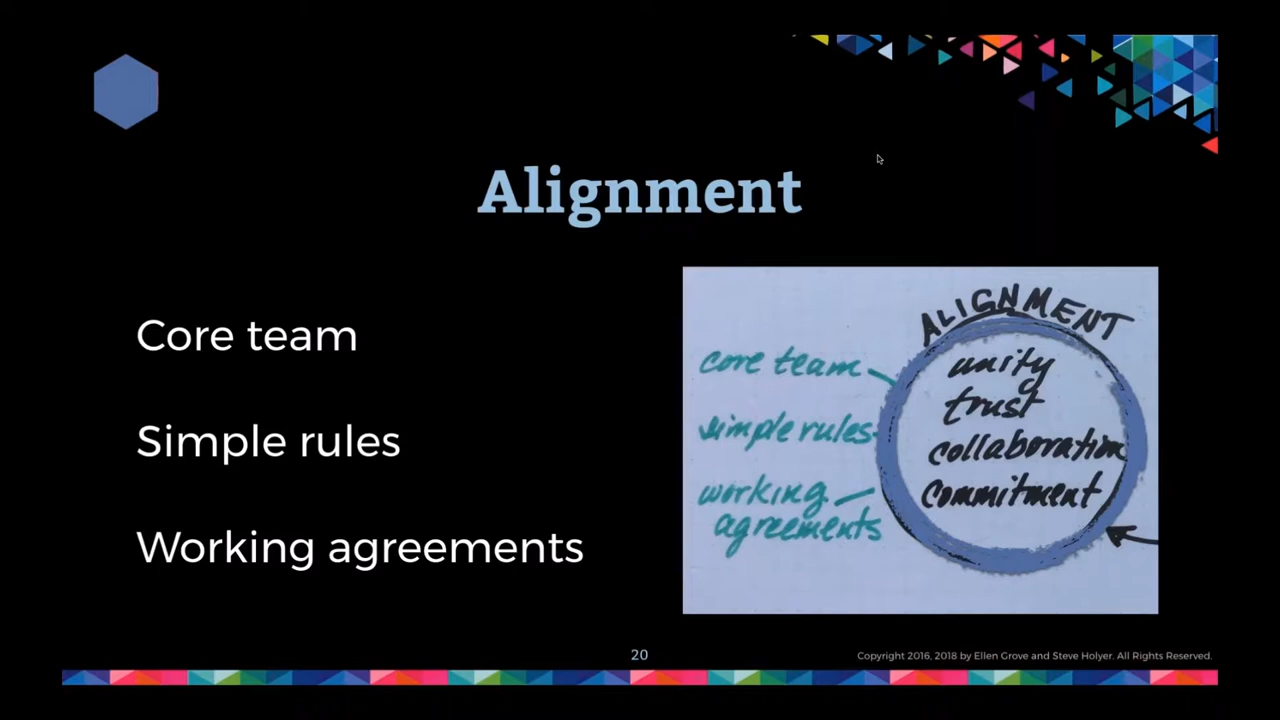 Alignment
Core team
Simple rules
Working agreements
ALIGNMENT
unity
trust
collaboration
commitment
core team
simple rules
working
agreements
20
Copyright 2016, 2018 by Ellen Grove and Steve Holyer. All Rights Reserved.